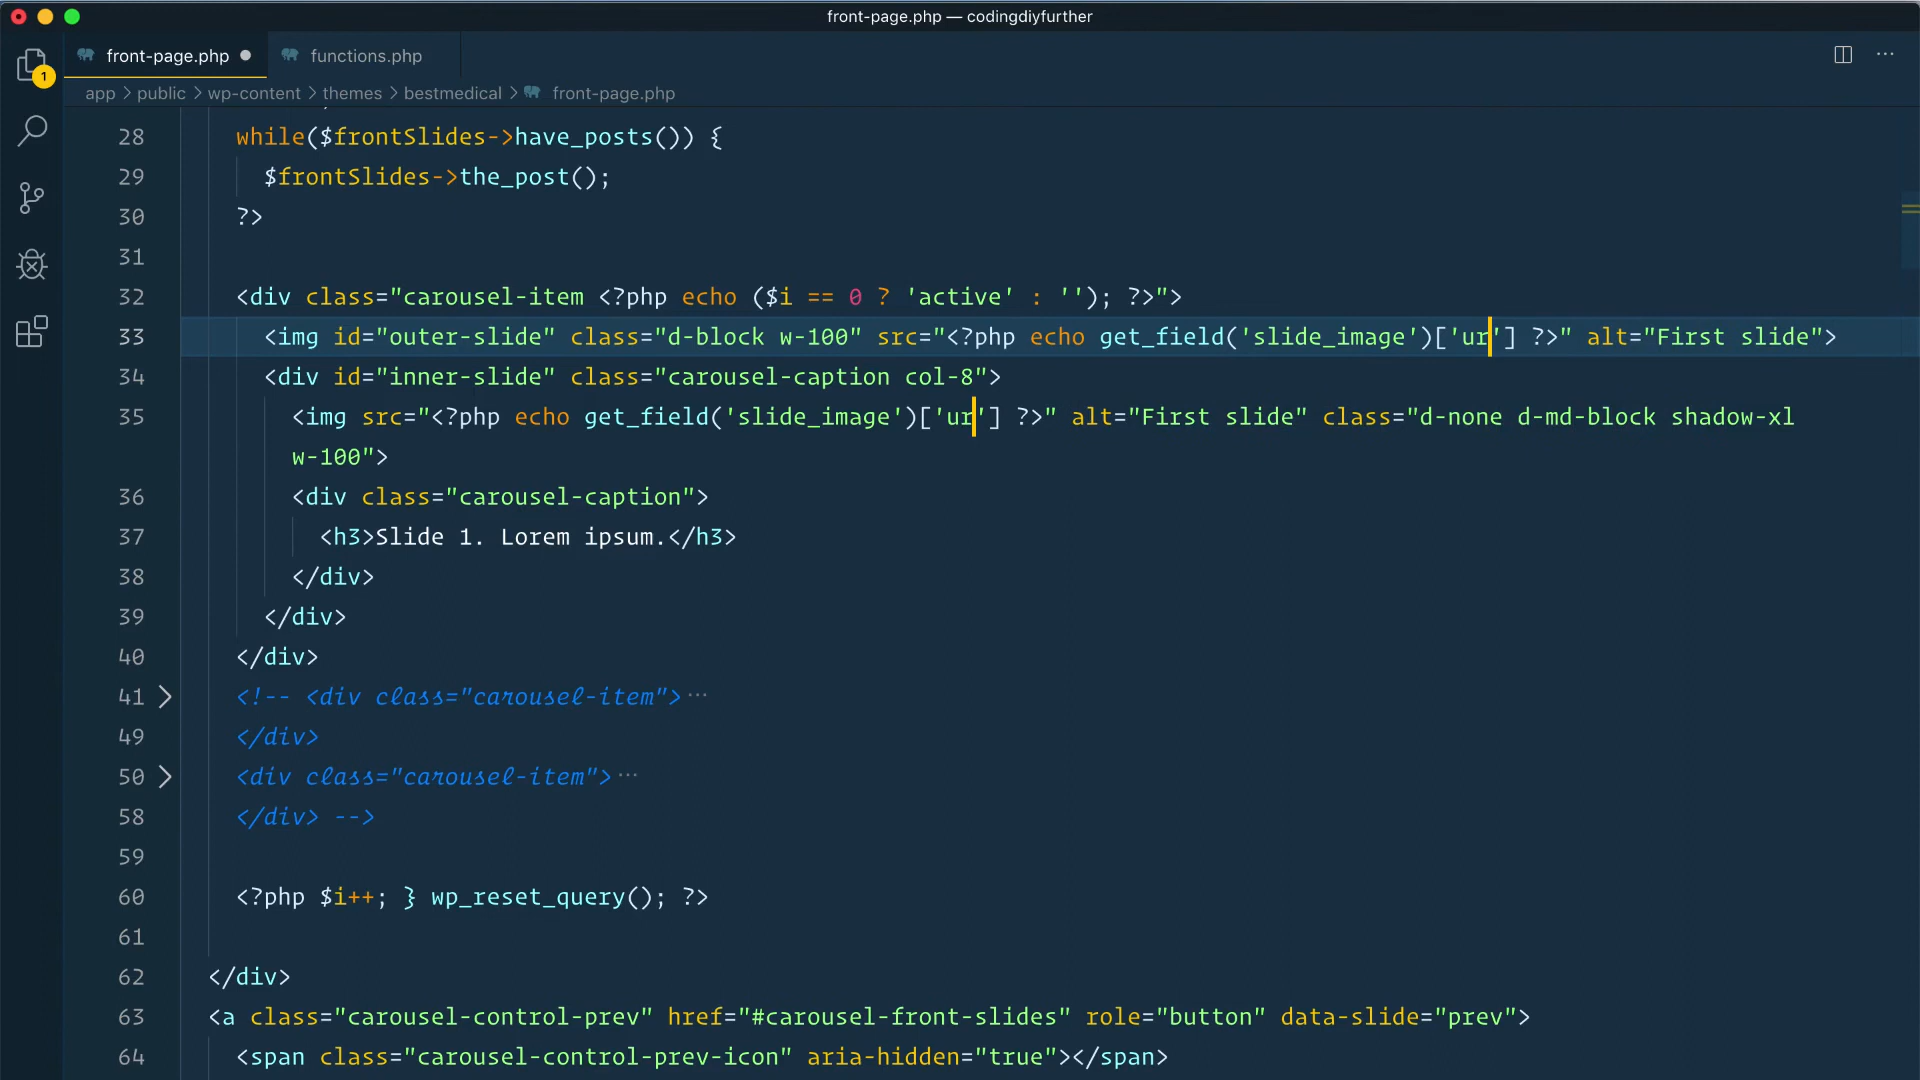 front-page.php — codingdiyfurther
front-page.php ● functions.php
1
app > public > wp-content > themes > bestmedical > front-page.php
28 while($frontSlides->have_posts()) {
29 $frontSlides->the_post();
30 ?>
31
32 <div class="carousel-item <?php echo ($i == 0 ? 'active' : ''); ?>">
33 <img id="outer-slide" class="d-block w-100" src="<?php echo get_field('slide_image')['ur'] ?>" alt="First slide">
34 <div id="inner-slide" class="carousel-caption col-8">
35 <img src="<?php echo get_field('slide_image')['ur'] ?>" alt="First slide" class="d-none d-md-block shadow-xl
w-100">
36 <div class="carousel-caption">
37 <h3>Slide 1. Lorem ipsum.</h3>
38 </div>
39 </div>
40 </div>
41 <!-- <div class="carousel-item">…
49 </div>
50 <div class="carousel-item">…
58 </div> -->
59
60 <?php $i++; } wp_reset_query(); ?>
61
62 </div>
63 <a class="carousel-control-prev" href="#carousel-front-slides" role="button" data-slide="prev">
64 <span class="carousel-control-prev-icon" aria-hidden="true"></span>